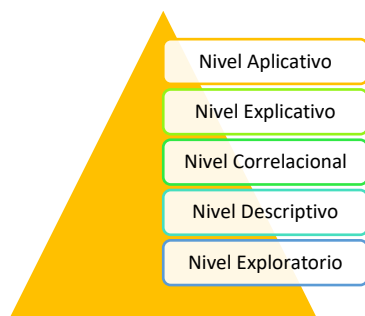 Nivel Aplicativo
Nivel Explicativo
Nivel Correlacional
Nivel Descriptivo
Nivel Exploratorio